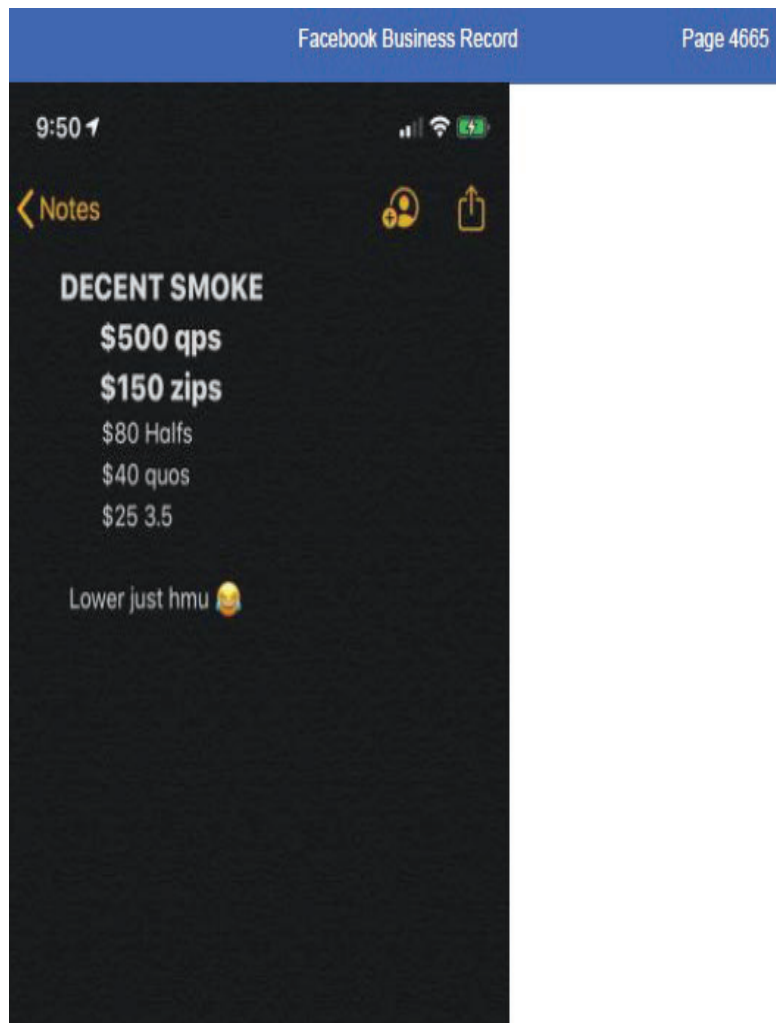 Facebook Business Record Page 4665
9:50
Notes
DECENT SMOKE
$500 qps
$150 zips
$80 Halfs
$40 quos
$25 3.5
Lower just hmu 😂